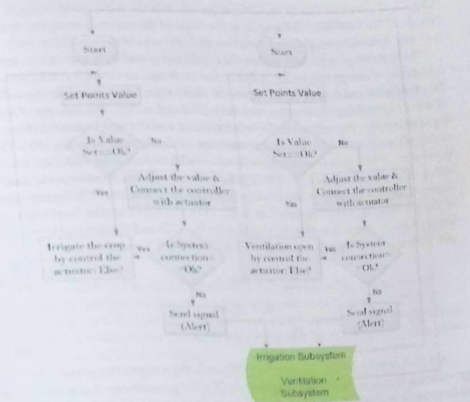 Start
Set Points Value
Is Value
Set==Ok?
No
Yes
Adjust the value &
Connect the controller
with actuator
Irrigate the crop
by control the
actuator: Else?
Yes
Is System
connection=
Ok?
No
Send signal
(Alert)
Start
Set Points Value
Is Value
Set==Ok?
No
Yes
Adjust the value &
Connect the controller
with actuator
Ventilation open
by control the
actuator: Else?
Yes
Is System
connection=
Ok?
No
Send signal
(Alert)
Irrigation Subsystem
Ventilation
Subsystem